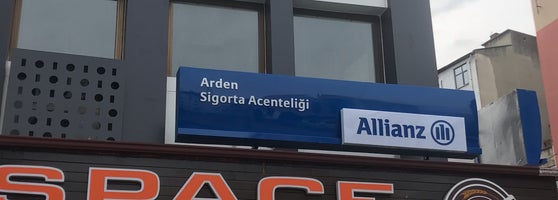 Arden
Sigorta Acenteliği
Allianz
SPACE